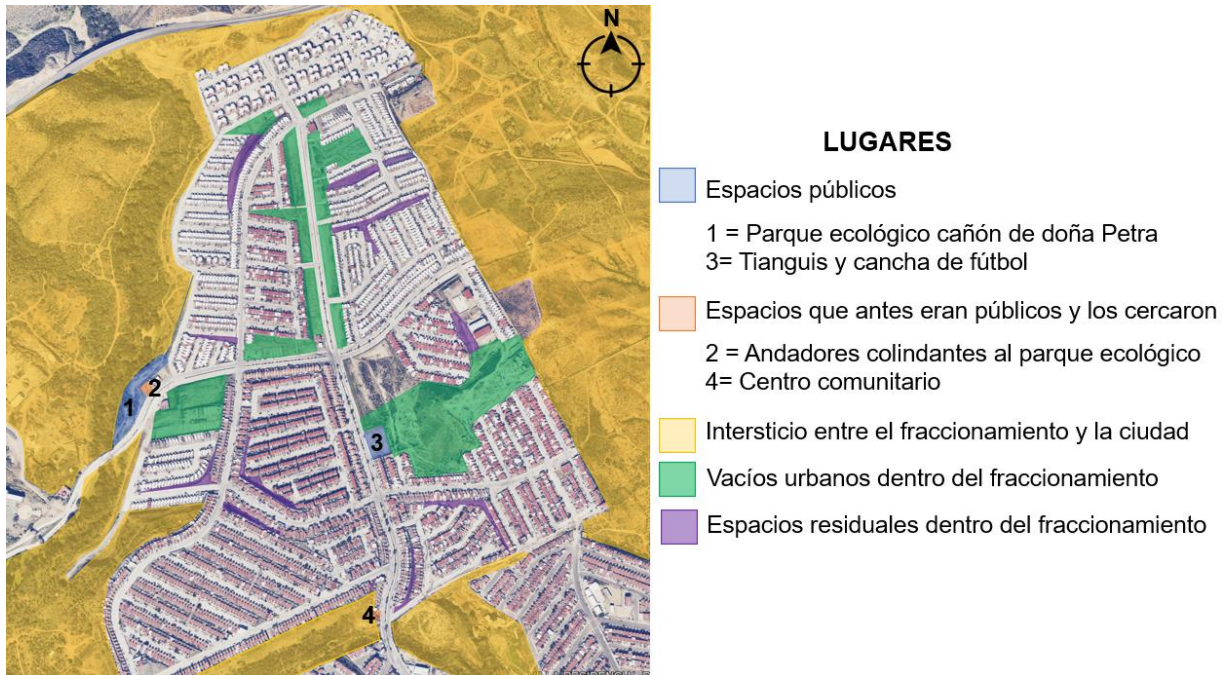 N
LUGARES
Espacios públicos
1 = Parque ecológico cañón de doña Petra
3= Tianguis y cancha de fútbol
Espacios que antes eran públicos y los cercaron
2 = Andadores colindantes al parque ecológico
4= Centro comunitario
Intersticio entre el fraccionamiento y la ciudad
Vacíos urbanos dentro del fraccionamiento
Espacios residuales dentro del fraccionamiento
2
1
3
4